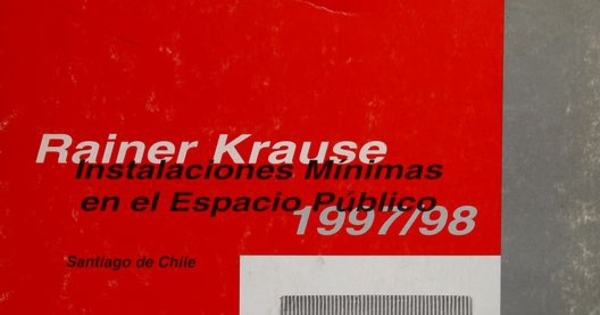 Rainer Krause
Instalaciones Mínimas
en el Espacio Público
1997/98
Santiago de Chile